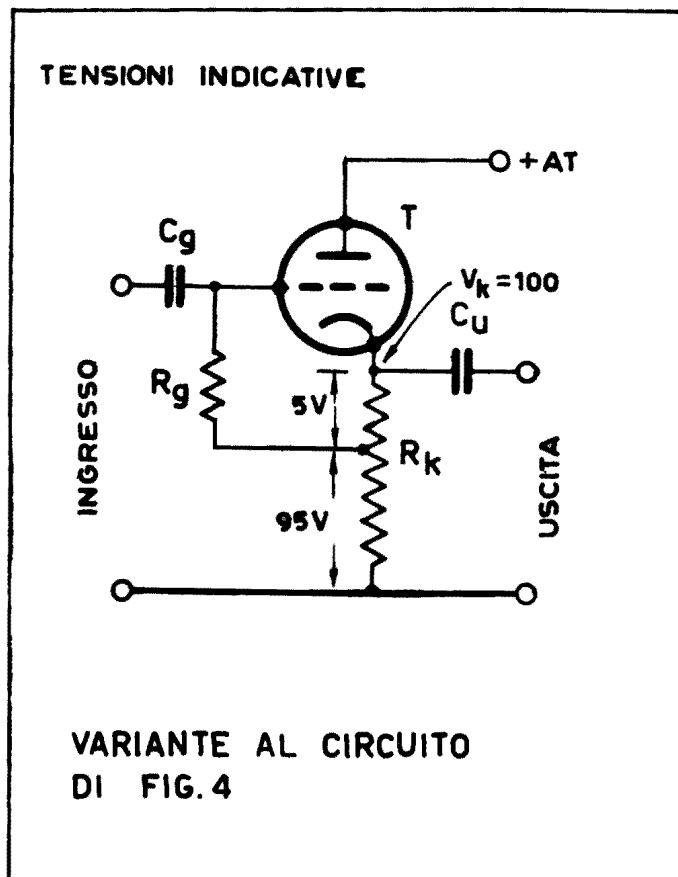 TENSIONI INDICATIVE
+AT
T
Cg
Vk=100
Cu
Rg
5V
Rk
INGRESSO
USCITA
95V
VARIANTE AL CIRCUITO
DI FIG.4